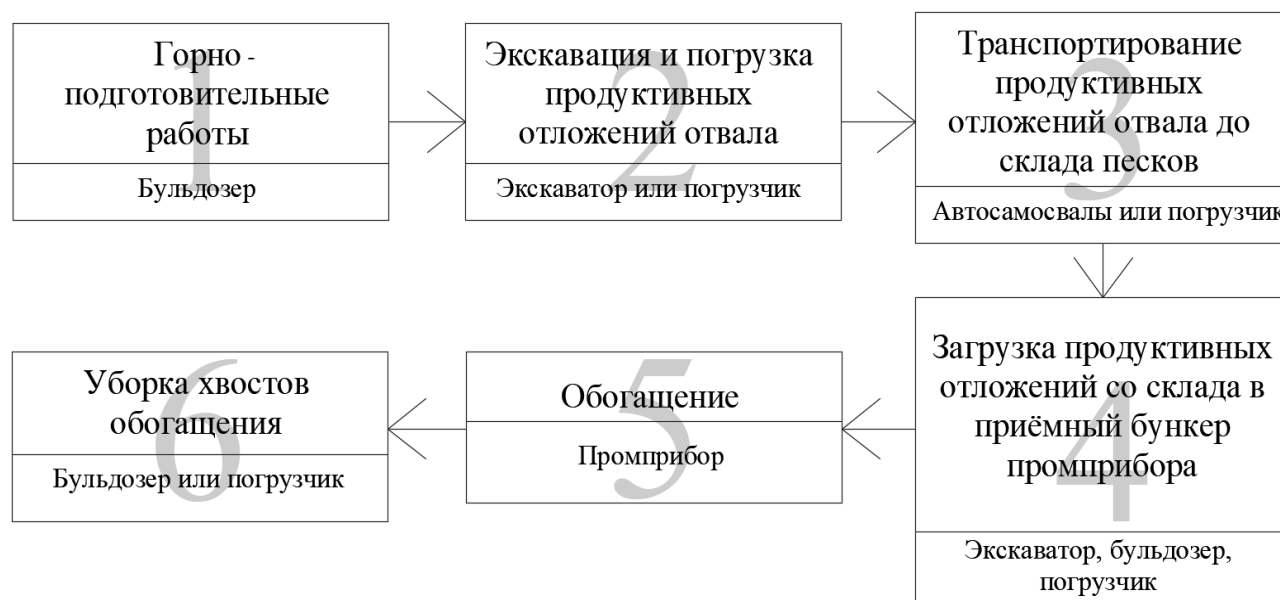 1
Горно -
подготовительные
работы
Бульдозер
2
Экскавация и погрузка
продуктивных
отложений отвала
Экскаватор или погрузчик
3
Транспортирование
продуктивных
отложений отвала до
склада песков
Автосамосвалы или погрузчик
4
Загрузка продуктивных
отложений со склада в
приёмный бункер
промприбора
Экскаватор, бульдозер,
погрузчик
5
Обогащение
Промприбор
6
Уборка хвостов
обогащения
Бульдозер или погрузчик